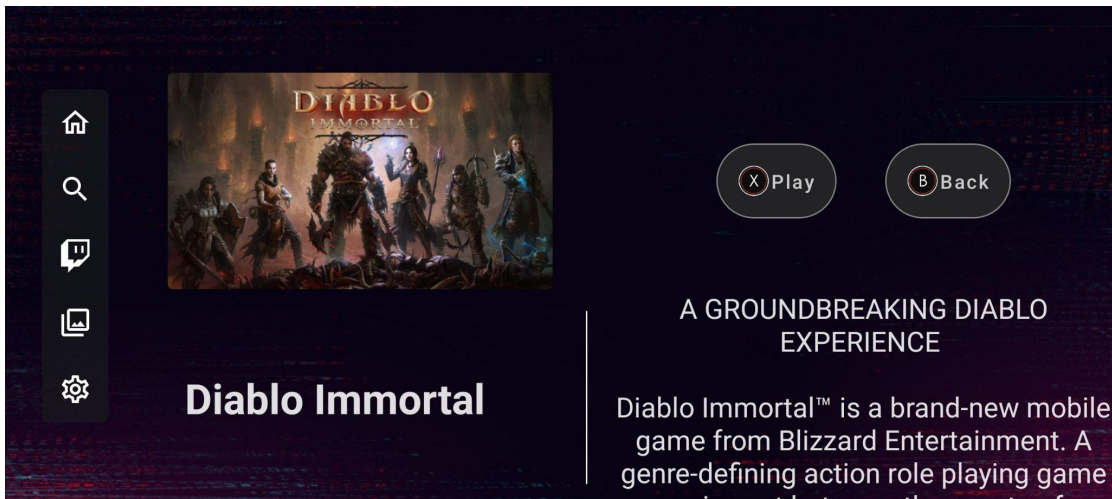 DIABLO
IMMORTAL
X Play
B Back
Diablo Immortal
A GROUNDBREAKING DIABLO
EXPERIENCE
Diablo Immortal™ is a brand-new mobile
game from Blizzard Entertainment. A
genre-defining action role playing game